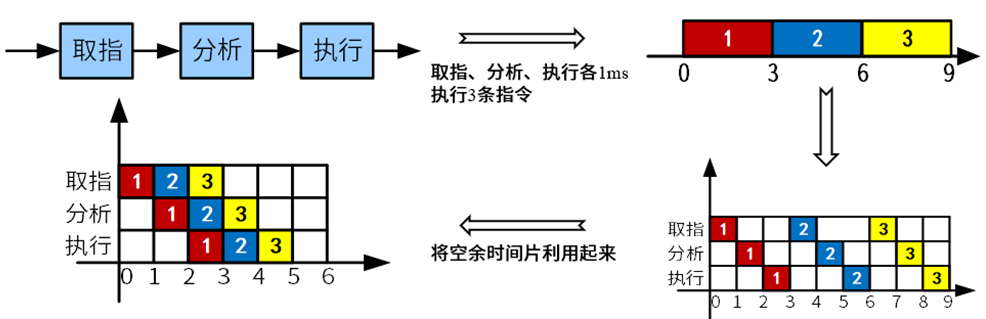 取指 分析 执行
取指、分析、执行各1ms
执行3条指令
1 2 3
0 3 6 9
取指 1 2 3
分析 1 2 3
执行 1 2 3
0 1 2 3 4 5 6
将空余时间片利用起来
取指 1 2 3
分析 1 2 3
执行 1 2 3
0 1 2 3 4 5 6 7 8 9